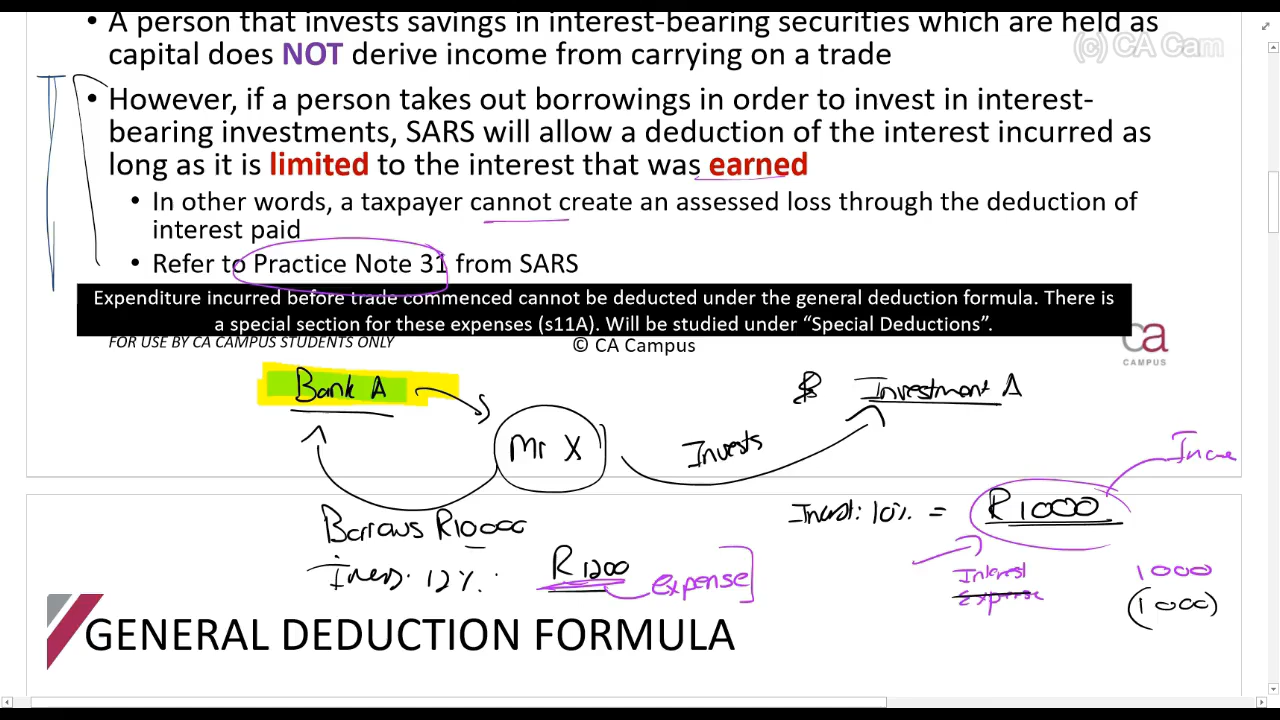 • A person that invests savings in interest-bearing securities which are held as
capital does NOT derive income from carrying on a trade
(c) CA Cam
• However, if a person takes out borrowings in order to invest in interest-
bearing investments, SARS will allow a deduction of the interest incurred as
long as it is limited to the interest that was earned
• In other words, a taxpayer cannot create an assessed loss through the deduction of
interest paid
• Refer to Practice Note 31 from SARS
Expenditure incurred before trade commenced cannot be deducted under the general deduction formula. There is
a special section for these expenses (s11A). Will be studied under “Special Deductions”.
FOR USE BY CA CAMPUS STUDENTS ONLY
© CA Campus
ca
CAMPUS
Bank A
Investment A
Mr X
Invests
Borrows R10000
12%
R1200
expense
10% = R1000
Interest
Expense
1000
(1000)
GENERAL DEDUCTION FORMULA